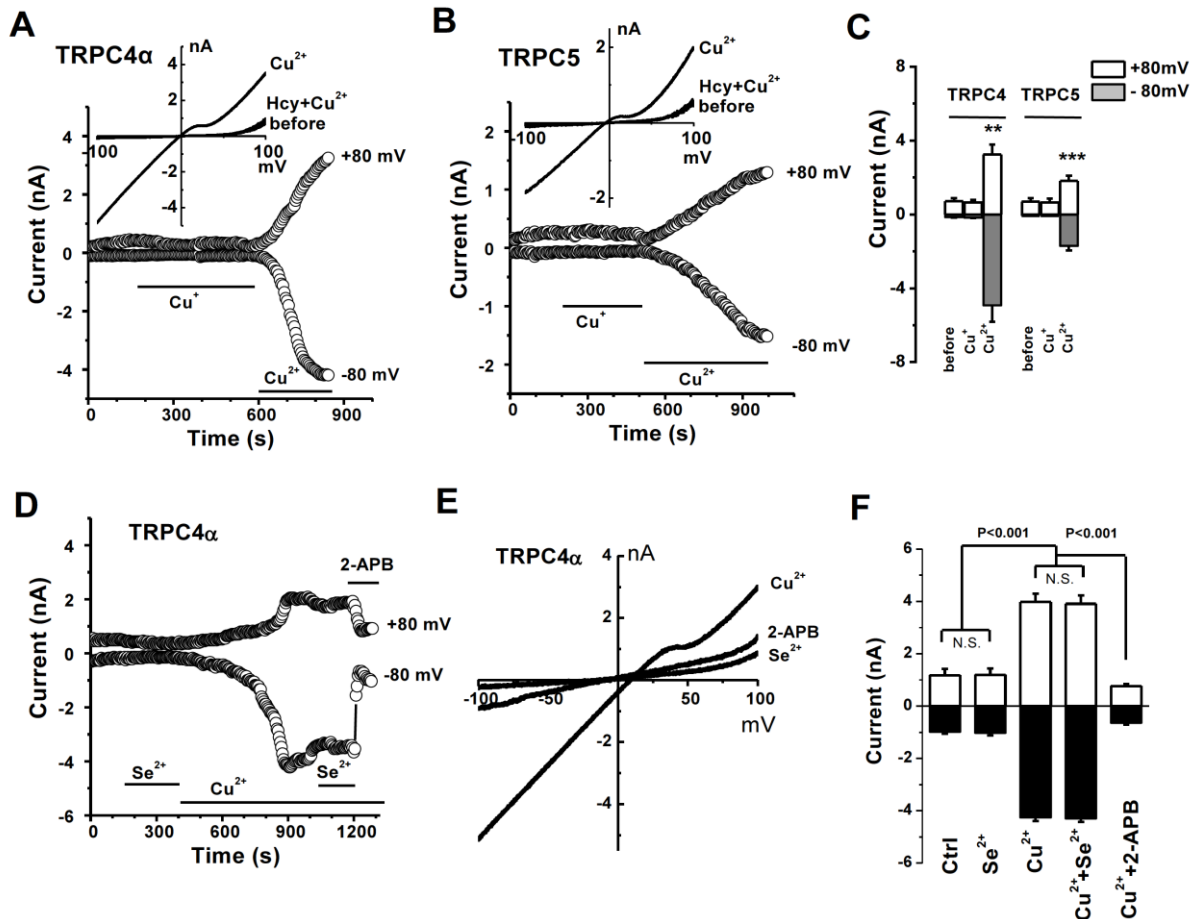 A
TRPC4α
nA
6
4
2
0
-2
-4
Cu2+
Hcy+Cu2+
before
100
100
mV
Current (nA)
4
2
0
-2
-4
+80 mV
-80 mV
Cu+
Cu2+
0 300 600 900
Time (s)
B
TRPC5
nA
2
0
-2
Cu2+
Hcy+Cu2+
before
100
100
mV
Current (nA)
2
1
0
-1
-2
+80 mV
-80 mV
Cu+
Cu2+
0 300 600 900
Time (s)
C
+80mV
- 80mV
TRPC4 TRPC5
**
***
Current (nA)
8
4
0
-4
-8
before
Cu+
Cu2+
before
Cu+
Cu2+
D
TRPC4α
2-APB
+80 mV
-80 mV
Current (nA)
4
2
0
-2
-4
-6
Se2+
Cu2+
Se2+
0 300 600 900 1200
Time (s)
E
TRPC4α
nA
4
2
-2
-4
Cu2+
2-APB
Se2+
-100 -50 0 50 100
mV
F
P<0.001 P<0.001
N.S.
N.S.
Current (nA)
6
4
2
0
-2
-4
-6
Ctrl
Se2+
Cu2+
Cu2++Se2+
Cu2++2-APB